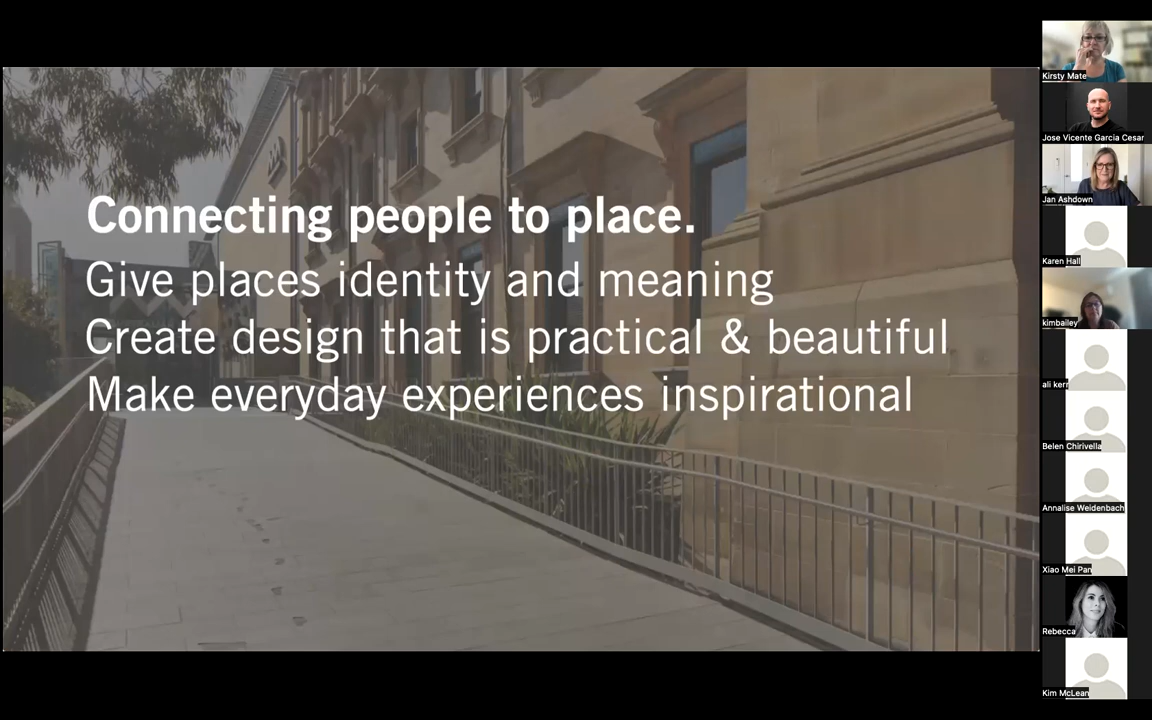 Connecting people to place.
Give places identity and meaning
Create design that is practical & beautiful
Make everyday experiences inspirational
Kirsty Mate
Jose Vicente Garcia Cesar
Jan Ashdown
Karen Hall
kimbailey
ali kerr
Belen Chirivella
Annalise Weidenbach
Xiao Mei Pan
Rebecca
Kim McLean